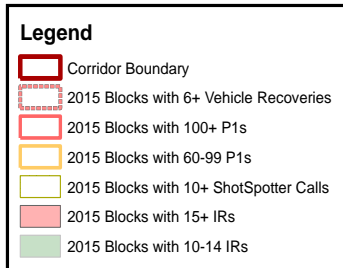 Legend
Corridor Boundary
2015 Blocks with 6+ Vehicle Recoveries
2015 Blocks with 100+ P1s
2015 Blocks with 60-99 P1s
2015 Blocks with 10+ ShotSpotter Calls
2015 Blocks with 15+ IRs
2015 Blocks with 10-14 IRs